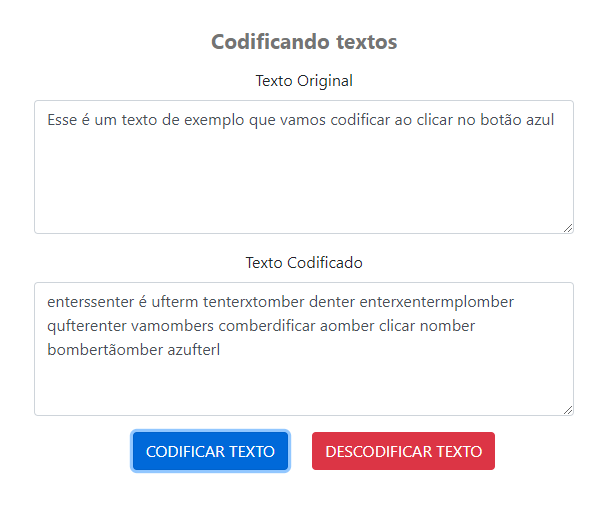 Codificando textos
Texto Original
Esse é um texto de exemplo que vamos codificar ao clicar no botão azul
Texto Codificado
enterssenter é ufterm tenterxtomber denter enterxentermplomber
qufterenter vamombers comberdificar aomber clicar nomber
bombertãomber azufterl
CODIFICAR TEXTO
DESCODIFICAR TEXTO